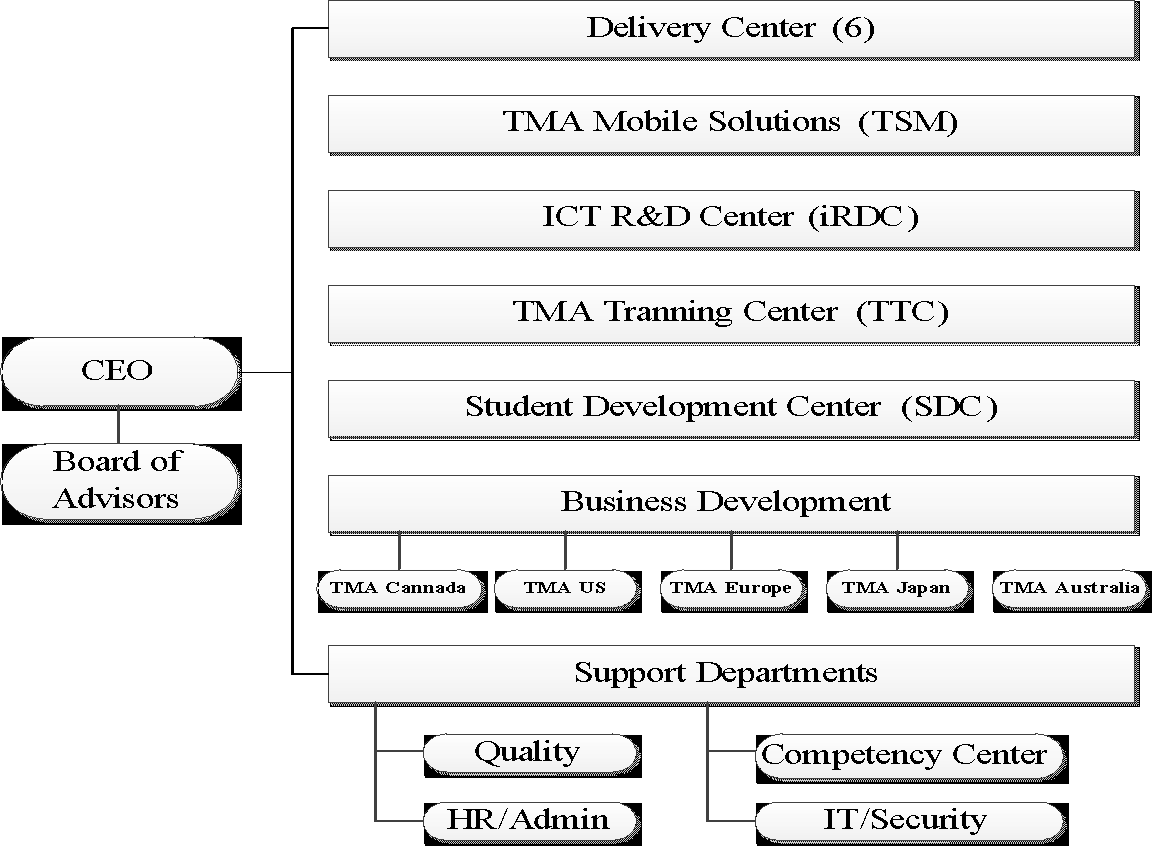 Delivery Center (6)
TMA Mobile Solutions (TSM)
ICT R&D Center (iRDC)
TMA Tranning Center (TTC)
CEO
Student Development Center (SDC)
Board of
Advisors
Business Development
TMA Cannada
TMA US
TMA Europe
TMA Japan
TMA Australia
Support Departments
Quality
Competency Center
HR/Admin
IT/Security